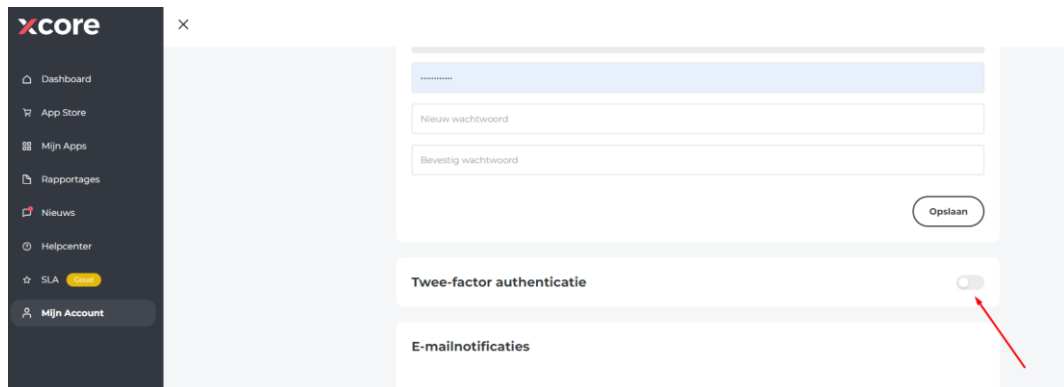 xcore
Dashboard
App Store
Mijn Apps
Rapportages
Nieuws
Helpcenter
SLA Goud
Mijn Account
............
Nieuw wachtwoord
Bevestig wachtwoord
Opslaan
Twee-factor authenticatie
E-mailnotificaties